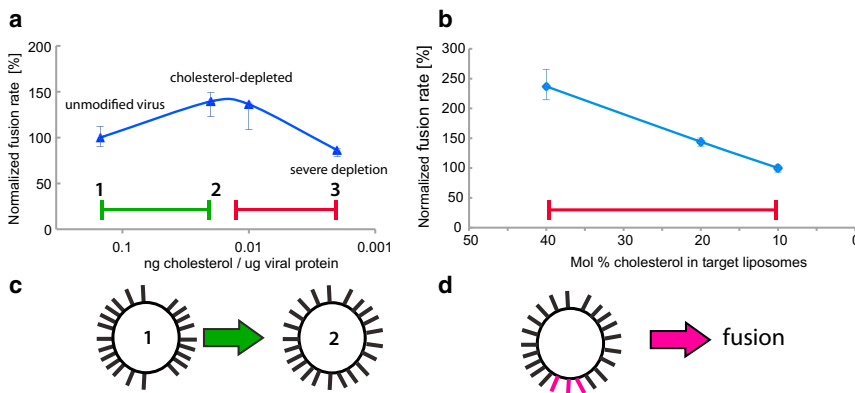 a
Normalized fusion rate [%]
200
150
100
50
0
unmodified virus
cholesterol-depleted
severe depletion
1
2
3
0.1
0.01
0.001
ng cholesterol / ug viral protein
b
Normalized fusion rate [%]
300
250
200
150
100
50
0
50
40
30
20
10
0
Mol % cholesterol in target liposomes
c
1
2
d
fusion